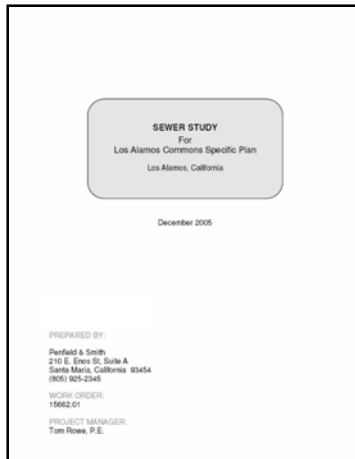 SEWER STUDY
For
Los Alamos Commons Specific Plan
Los Alamos, California
December 2005
PREPARED BY:
Penfield & Smith
210 E. Enos St, Suite A
Santa Maria, California 93454
(805) 925-2345
WORK ORDER:
15662.01
PROJECT MANAGER:
Tom Rowe, P.E.